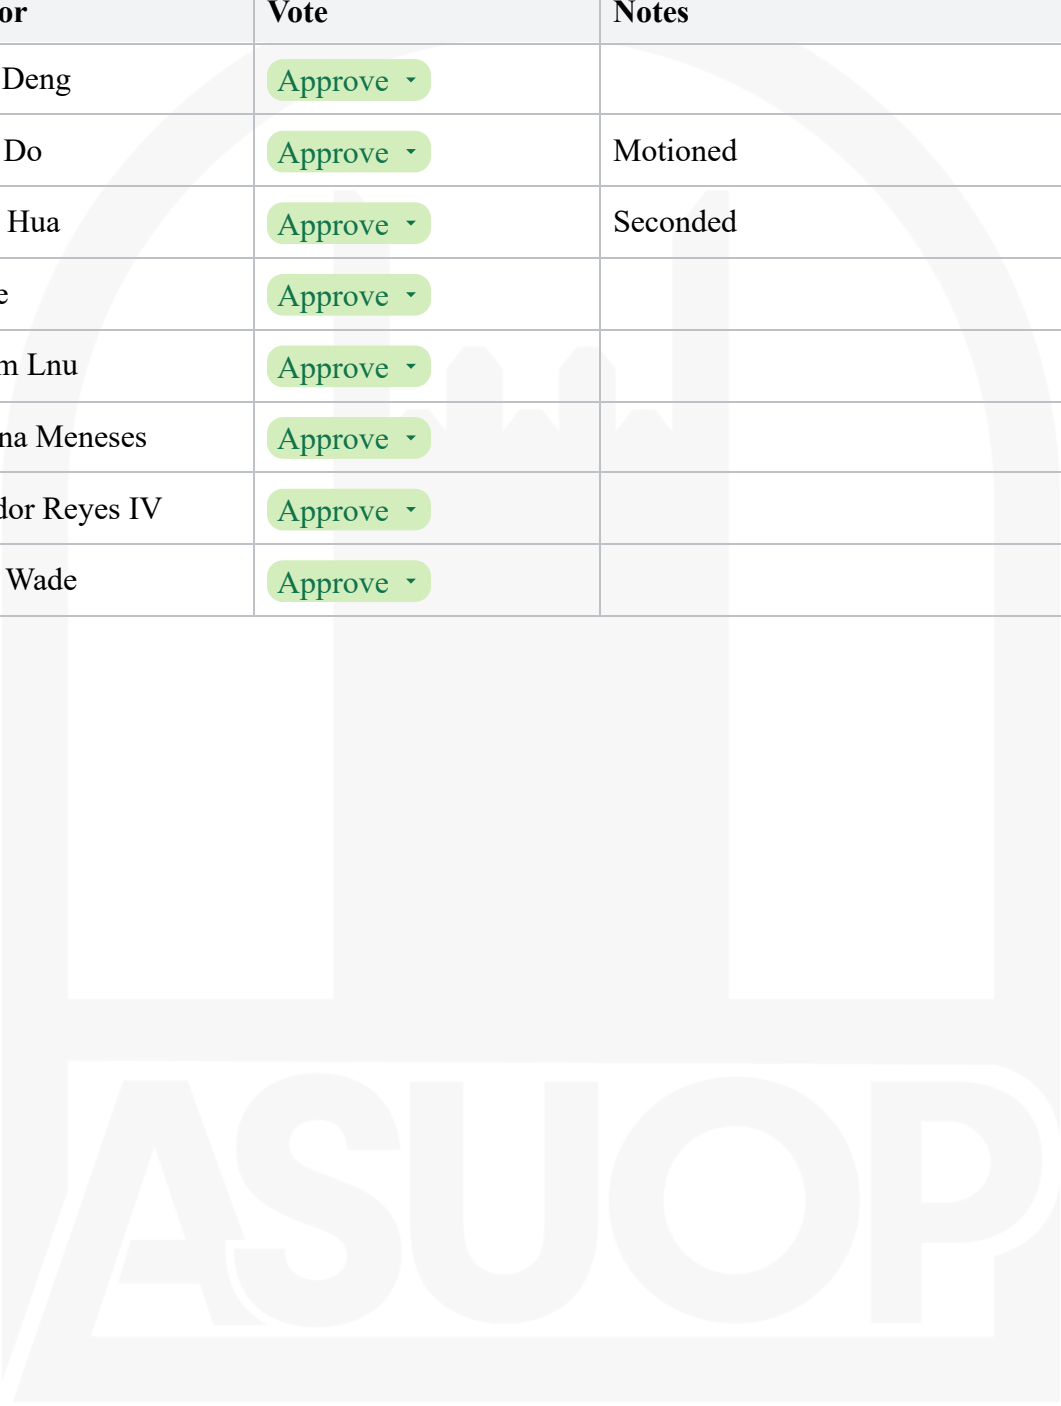 or Vote Notes
Deng Approve
Do Approve Motioned
Hua Approve Seconded
e Approve
m Lnu Approve
na Meneses Approve
dor Reyes IV Approve
Wade Approve
ASUOP